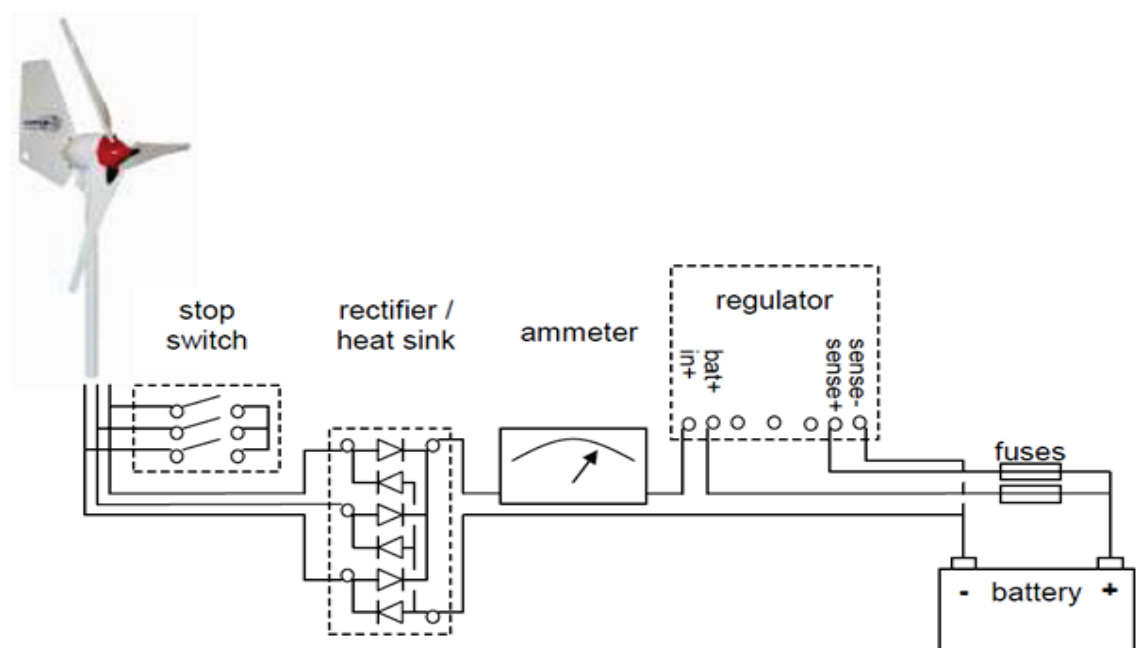 stop
switch
rectifier /
heat sink
ammeter
regulator
in+
bat+
sense+
sense-
fuses
- battery +